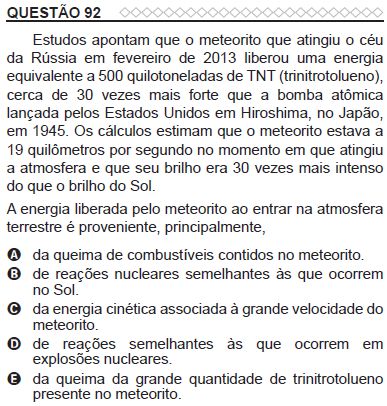 QUESTÃO 92
Estudos apontam que o meteorito que atingiu o céu
da Rússia em fevereiro de 2013 liberou uma energia
equivalente a 500 quilotoneladas de TNT (trinitrotolueno),
cerca de 30 vezes mais forte que a bomba atômica
lançada pelos Estados Unidos em Hiroshima, no Japão,
em 1945. Os cálculos estimam que o meteorito estava a
19 quilômetros por segundo no momento em que atingiu
a atmosfera e que seu brilho era 30 vezes mais intenso
do que o brilho do Sol.
A energia liberada pelo meteorito ao entrar na atmosfera
terrestre é proveniente, principalmente,
A da queima de combustíveis contidos no meteorito.
B de reações nucleares semelhantes às que ocorrem
no Sol.
C da energia cinética associada à grande velocidade do
meteorito.
D de reações semelhantes às que ocorrem em
explosões nucleares.
E da queima da grande quantidade de trinitrotolueno
presente no meteorito.